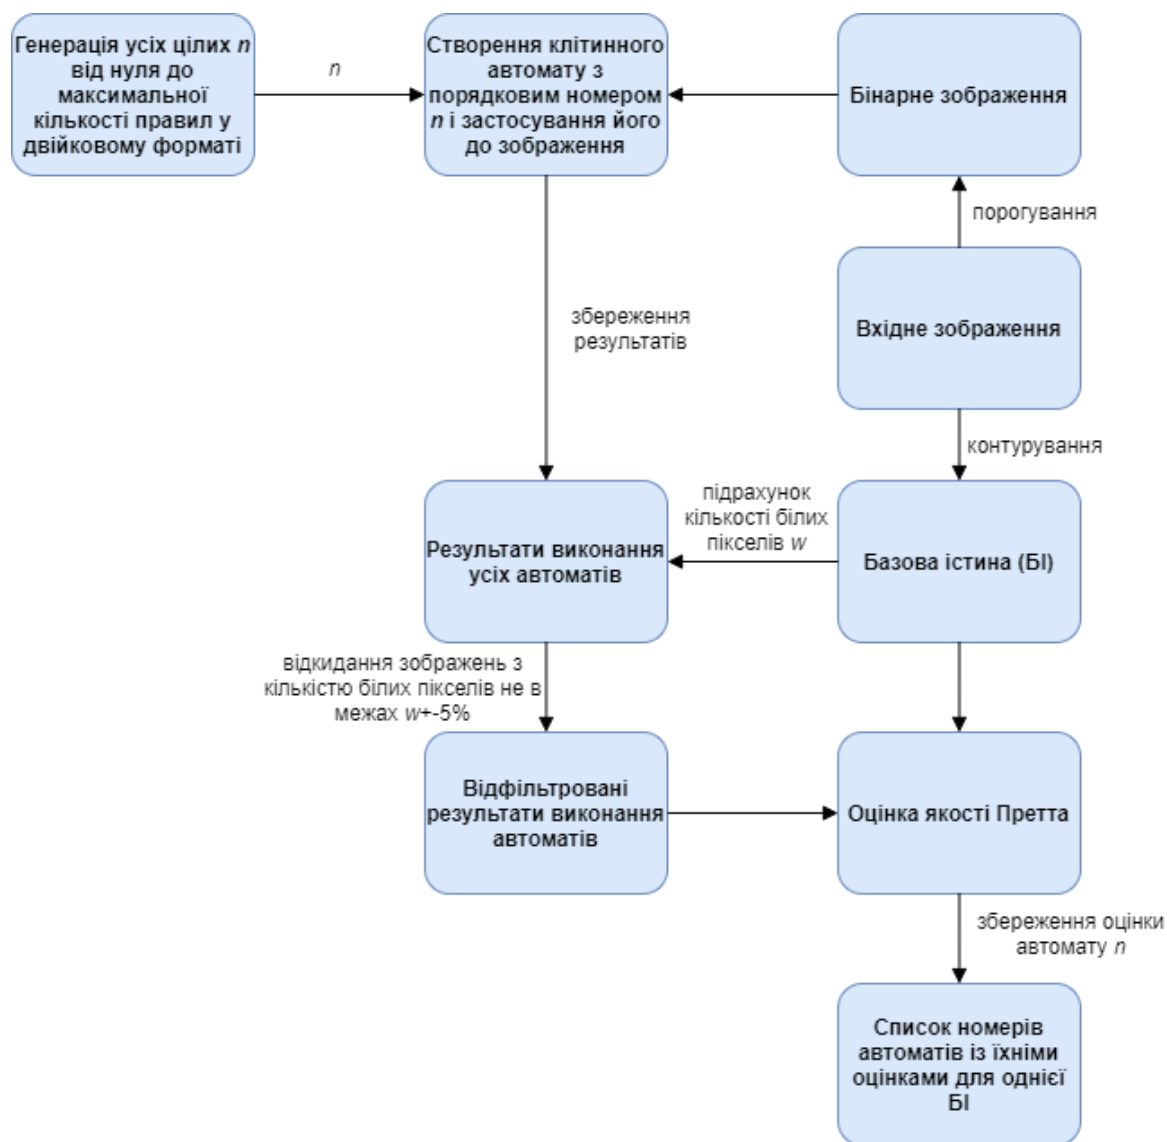 Генерація усіх цілих n
від нуля до
максимальної
кількості правил у
двійковому форматі
n
Створення клітинного
автомату з
порядковим номером
n і застосування його
до зображення
Бінарне зображення
порогування
Вхідне зображення
збереження
результатів
контурування
Результати виконання
усіх автоматів
підрахунок
кількості білих
пікселів w
Базова істина (БІ)
відкидання зображень з
кількістю білих пікселів не в
межах w+-5%
Відфільтровані
результати виконання
автоматів
Оцінка якості Претта
збереження оцінки
автомату n
Список номерів
автоматів із їхніми
оцінками для однієї
БІ